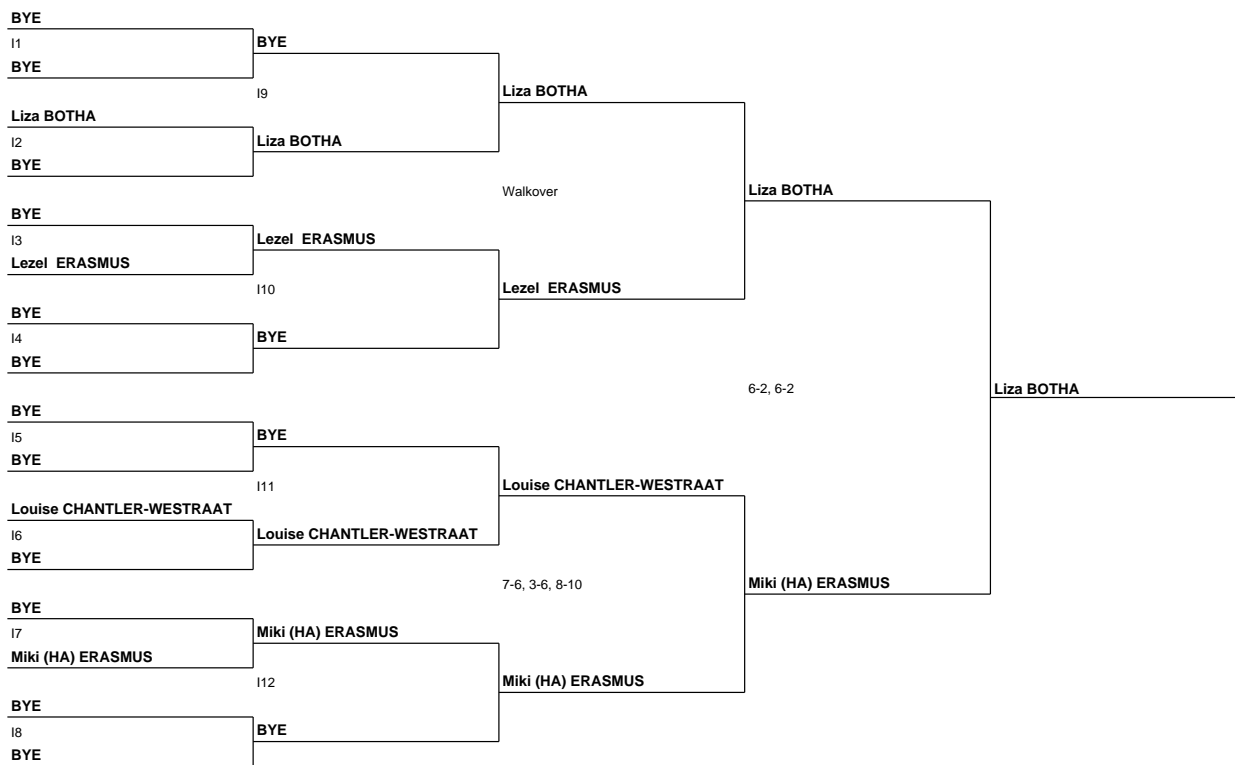 BYE
I1
BYE
BYE
I9
Liza BOTHA
Liza BOTHA
I2
Liza BOTHA
BYE
Walkover
Liza BOTHA
BYE
I3
Lezel ERASMUS
Lezel ERASMUS
I10
Lezel ERASMUS
BYE
I4
BYE
BYE
6-2, 6-2
Liza BOTHA
BYE
I5
BYE
BYE
I11
Louise CHANTLER-WESTRAAT
Louise CHANTLER-WESTRAAT
I6
Louise CHANTLER-WESTRAAT
BYE
7-6, 3-6, 8-10
Miki (HA) ERASMUS
BYE
I7
Miki (HA) ERASMUS
Miki (HA) ERASMUS
I12
Miki (HA) ERASMUS
BYE
I8
BYE
BYE